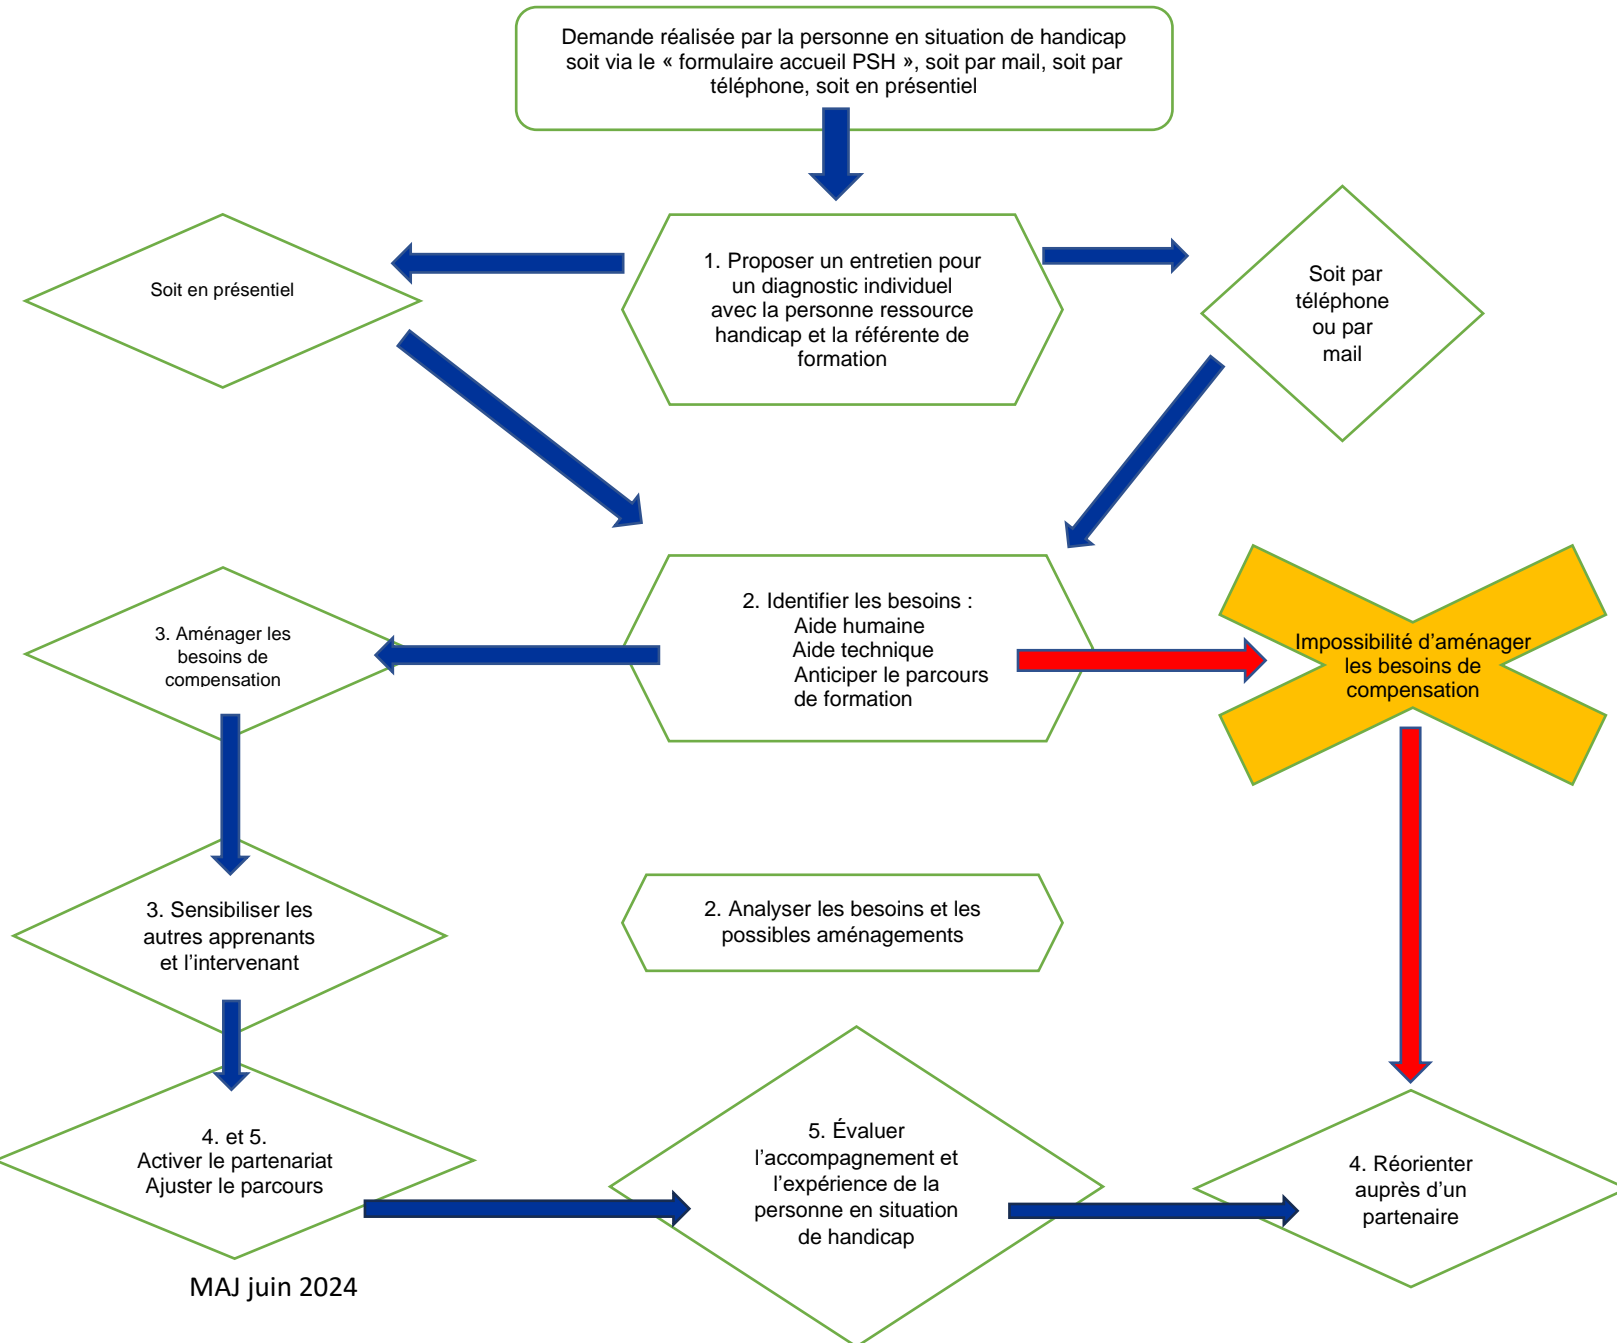 Demande réalisée par la personne en situation de handicap
soit via le « formulaire accueil PSH », soit par mail, soit par
téléphone, soit en présentiel
Soit en présentiel
1. Proposer un entretien pour
un diagnostic individuel
avec la personne ressource
handicap et la référente de
formation
Soit par
téléphone
ou par
mail
3. Aménager les
besoins de
compensation
2. Identifier les besoins :
Aide humaine
Aide technique
Anticiper le parcours
de formation
Impossibilité d’aménager
les besoins de
compensation
3. Sensibiliser les
autres apprenants
et l’intervenant
2. Analyser les besoins et les
possibles aménagements
4. et 5.
Activer le partenariat
Ajuster le parcours
5. Évaluer
l’accompagnement et
l’expérience de la
personne en situation
de handicap
4. Réorienter
auprès d’un
partenaire
MAJ juin 2024